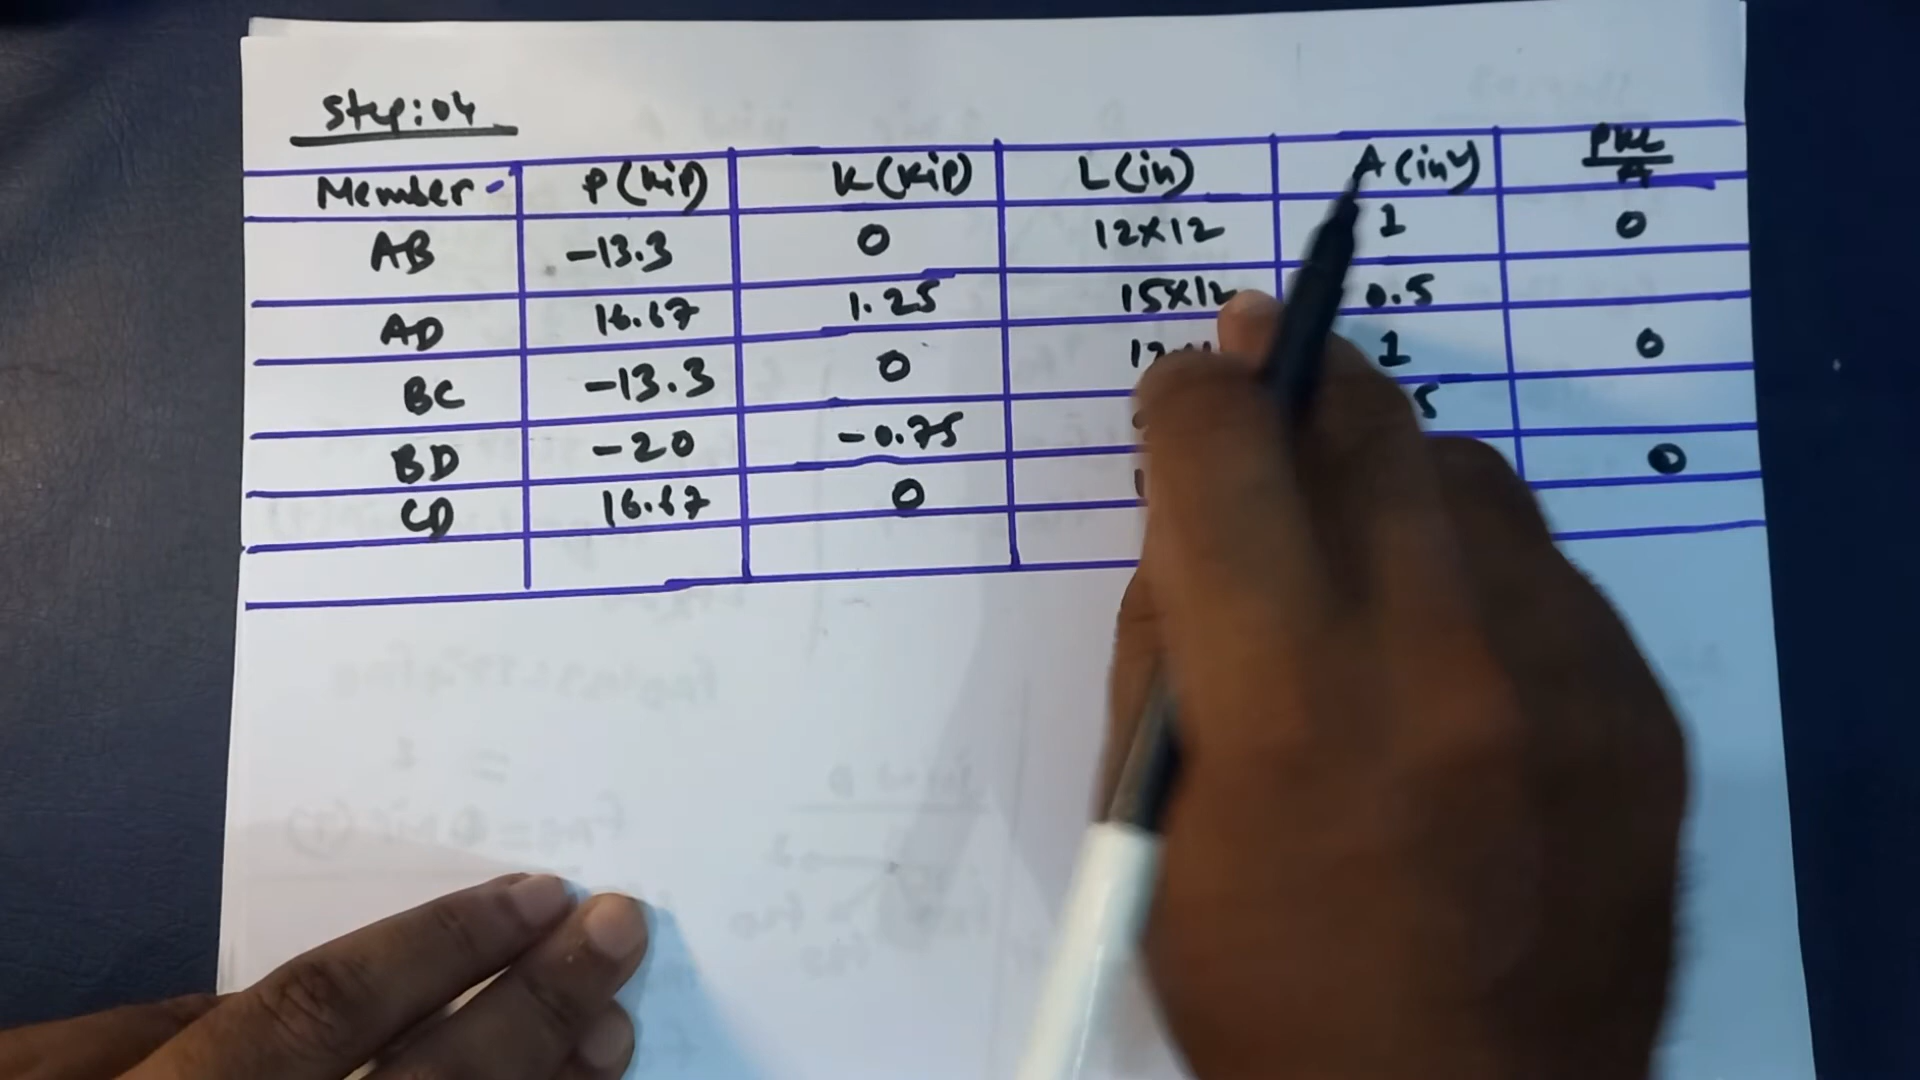 Step:04
Member P(kip) K(kip) L(in) A(in²) PKL/A
AB -13.3 0 12×12 1 0
AD 16.67 1.25 15×12 0.5
BC -13.3 0 12 1 0
BD -20 -0.75 5
CD 16.67 0 0